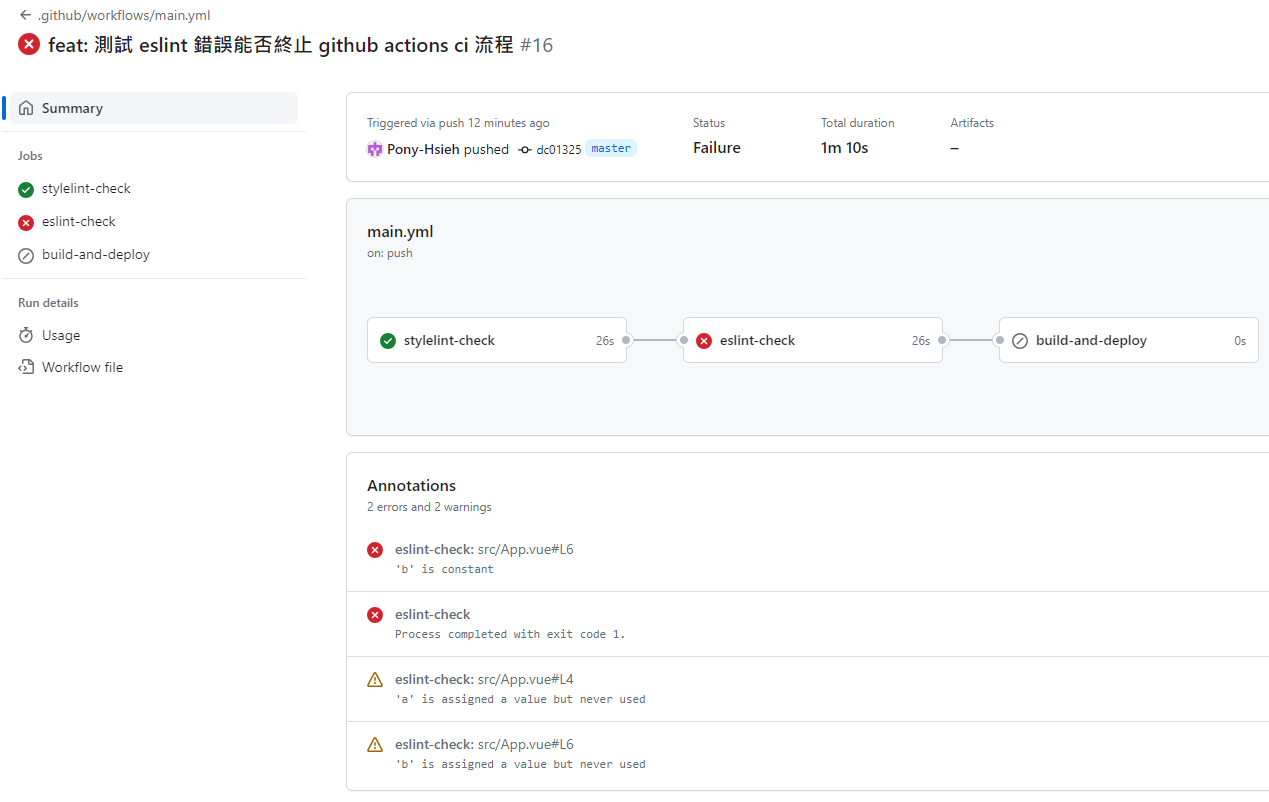 .github/workflows/main.yml
feat: 測試 eslint 錯誤能否終止 github actions ci 流程 #16
Summary
Jobs
stylelint-check
eslint-check
build-and-deploy
Run details
Usage
Workflow file
Triggered via push 12 minutes ago
Pony-Hsieh pushed dc01325 master
Status
Failure
Total duration
1m 10s
Artifacts
–
main.yml
on: push
stylelint-check 26s
eslint-check 26s
build-and-deploy 0s
Annotations
2 errors and 2 warnings
eslint-check: src/App.vue#L6
'b' is constant
eslint-check
Process completed with exit code 1.
eslint-check: src/App.vue#L4
'a' is assigned a value but never used
eslint-check: src/App.vue#L6
'b' is assigned a value but never used